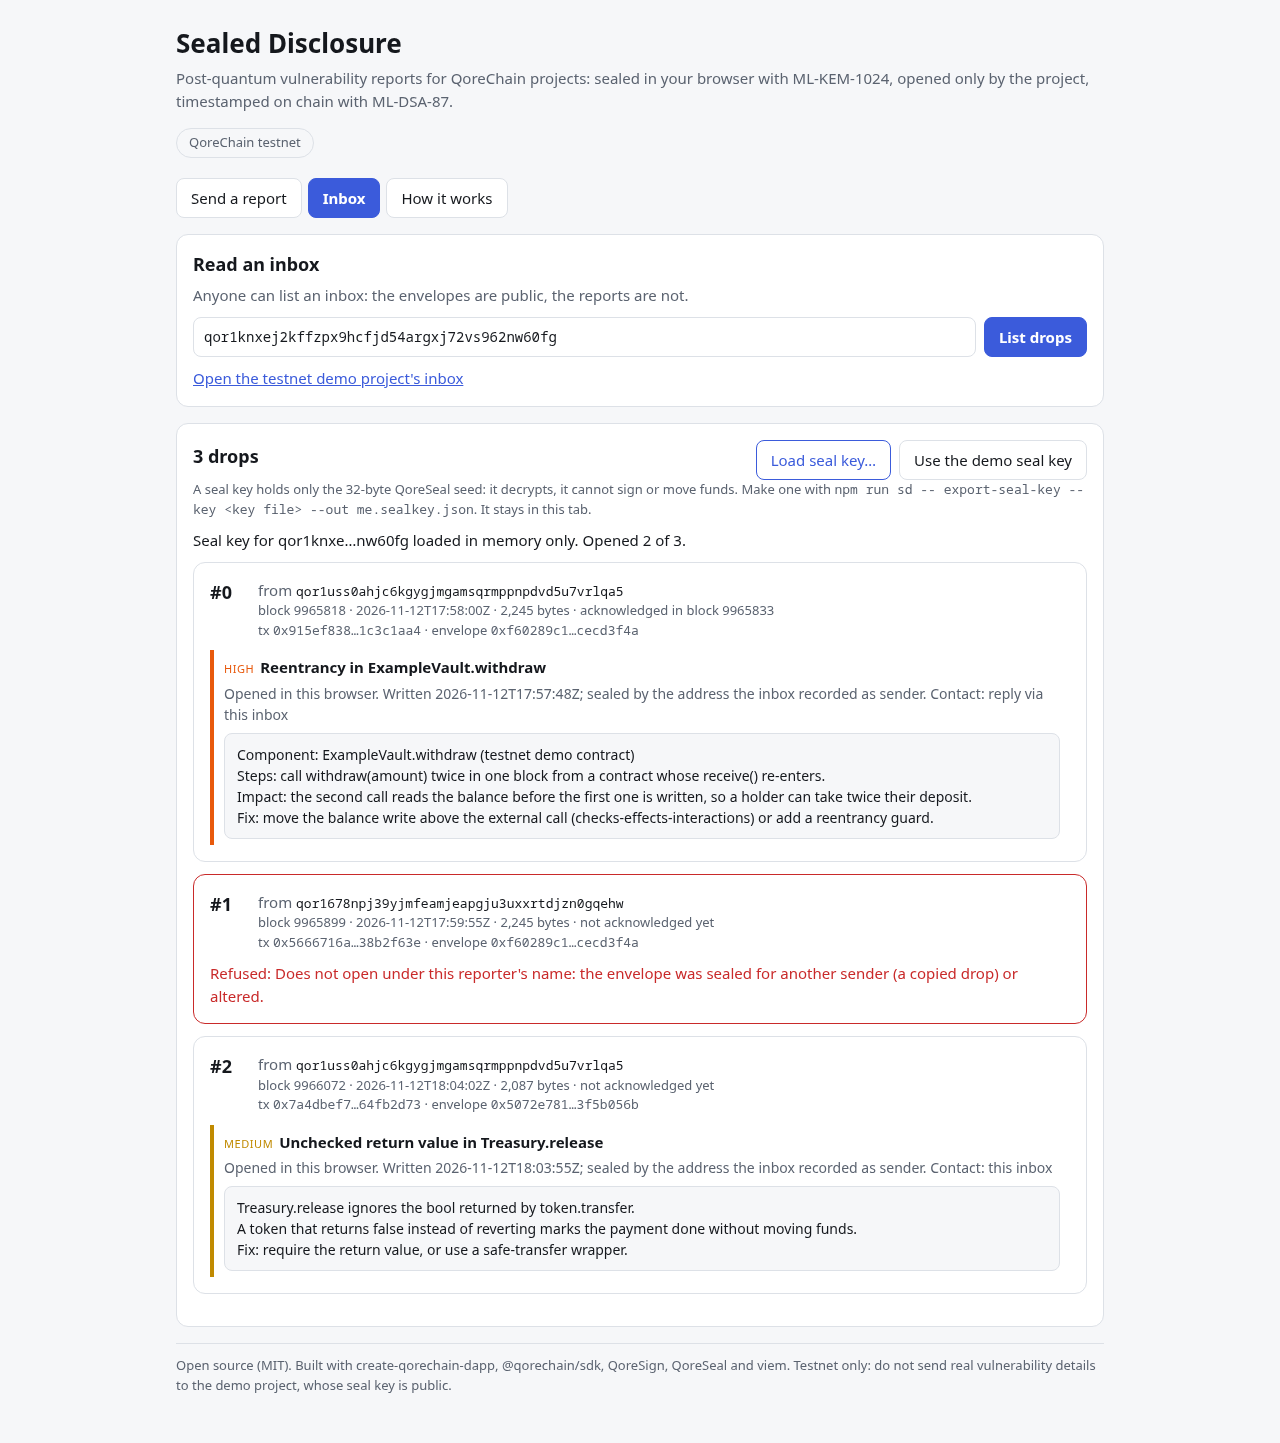 Sealed Disclosure
Post-quantum vulnerability reports for QoreChain projects: sealed in your browser with ML-KEM-1024, opened only by the project,
timestamped on chain with ML-DSA-87.
QoreChain testnet
Send a report
Inbox
How it works
Read an inbox
Anyone can list an inbox: the envelopes are public, the reports are not.
qor1knxej2kffzpx9hcfjd54argxj72vs962nw60fg
List drops
Open the testnet demo project's inbox
3 drops
Load seal key…
Use the demo seal key
A seal key holds only the 32-byte QoreSeal seed: it decrypts, it cannot sign or move funds. Make one with npm run sd -- export-seal-key --
key <key file> --out me.sealkey.json. It stays in this tab.
Seal key for qor1knxe…nw60fg loaded in memory only. Opened 2 of 3.
#0
from qor1uss0ahjc6kgygjmgamsqrmppnpdvd5u7vrlqa5
block 9965818 · 2026-11-12T17:58:00Z · 2,245 bytes · acknowledged in block 9965833
tx 0x915ef838…1c3c1aa4 · envelope 0xf60289c1…cecd3f4a
HIGH Reentrancy in ExampleVault.withdraw
Opened in this browser. Written 2026-11-12T17:57:48Z; sealed by the address the inbox recorded as sender. Contact: reply via
this inbox
Component: ExampleVault.withdraw (testnet demo contract)
Steps: call withdraw(amount) twice in one block from a contract whose receive() re-enters.
Impact: the second call reads the balance before the first one is written, so a holder can take twice their deposit.
Fix: move the balance write above the external call (checks-effects-interactions) or add a reentrancy guard.
#1
from qor1678npj39yjmfeamjeapgju3uxxrtdjzn0gqehw
block 9965899 · 2026-11-12T17:59:55Z · 2,245 bytes · not acknowledged yet
tx 0x5666716a…38b2f63e · envelope 0xf60289c1…cecd3f4a
Refused: Does not open under this reporter's name: the envelope was sealed for another sender (a copied drop) or
altered.
#2
from qor1uss0ahjc6kgygjmgamsqrmppnpdvd5u7vrlqa5
block 9966072 · 2026-11-12T18:04:02Z · 2,087 bytes · not acknowledged yet
tx 0x7a4dbef7…64fb2d73 · envelope 0x5072e781…3f5b056b
MEDIUM Unchecked return value in Treasury.release
Opened in this browser. Written 2026-11-12T18:03:55Z; sealed by the address the inbox recorded as sender. Contact: this inbox
Treasury.release ignores the bool returned by token.transfer.
A token that returns false instead of reverting marks the payment done without moving funds.
Fix: require the return value, or use a safe-transfer wrapper.
Open source (MIT). Built with create-qorechain-dapp, @qorechain/sdk, QoreSign, QoreSeal and viem. Testnet only: do not send real vulnerability details
to the demo project, whose seal key is public.